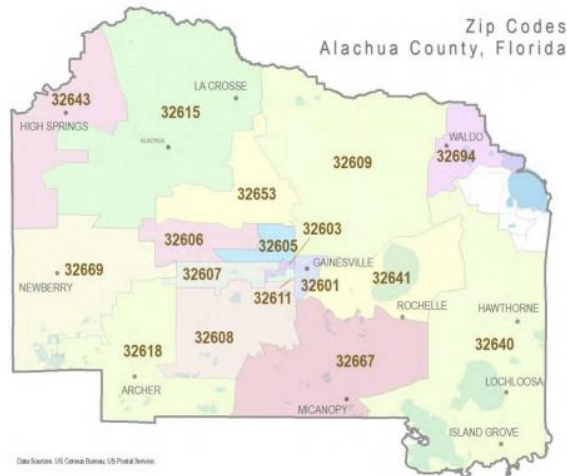 Zip Codes
Alachua County, Florida
LA CROSSE
32643
32615
HIGH SPRINGS
WALDO
ALACHUA
32694
32609
32653
32603
32606
32605
GAINESVILLE
32669
32607
32641
NEWBERRY
32611
32601
ROCHELLE
HAWTHORNE
32608
32640
32618
32667
ARCHER
LOCHLOOSA
MICANOPY
ISLAND GROVE
Data Sources: US Census Bureau, US Postal Service